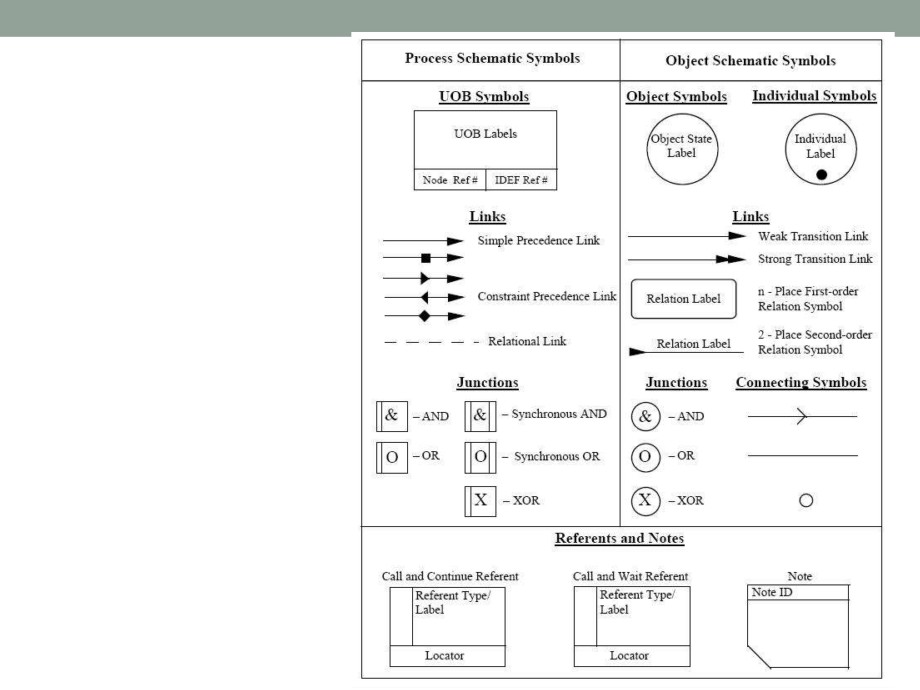 Process Schematic Symbols
Object Schematic Symbols
UOB Symbols
UOB Labels
Node Ref #
IDEF Ref #
Links
Simple Precedence Link
Constraint Precedence Link
Relational Link
Junctions
& – AND
& – Synchronous AND
O – OR
O – Synchronous OR
X – XOR
Object Symbols
Individual Symbols
Object State
Label
Individual
Label
Links
Weak Transition Link
Strong Transition Link
Relation Label
n - Place First-order
Relation Symbol
Relation Label
2 - Place Second-order
Relation Symbol
Junctions
Connecting Symbols
& – AND
O – OR
X – XOR
Referents and Notes
Call and Continue Referent
Referent Type/
Label
Locator
Call and Wait Referent
Referent Type/
Label
Locator
Note
Note ID